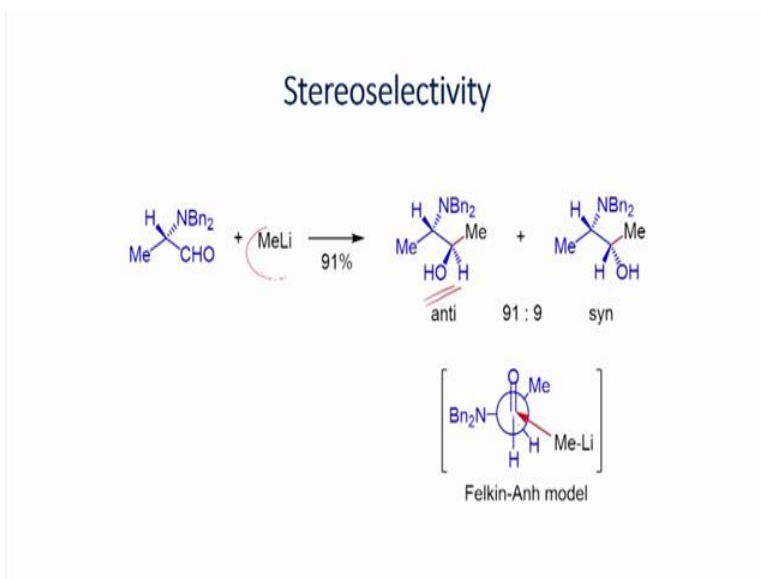 Stereoselectivity
H NBn2
Me CHO
+ MeLi
91%
H NBn2
Me Me
HO H
anti
+
91 : 9
H NBn2
Me Me
H OH
syn
O
Me
Bn2N
H
H
Me-Li
Felkin-Anh model